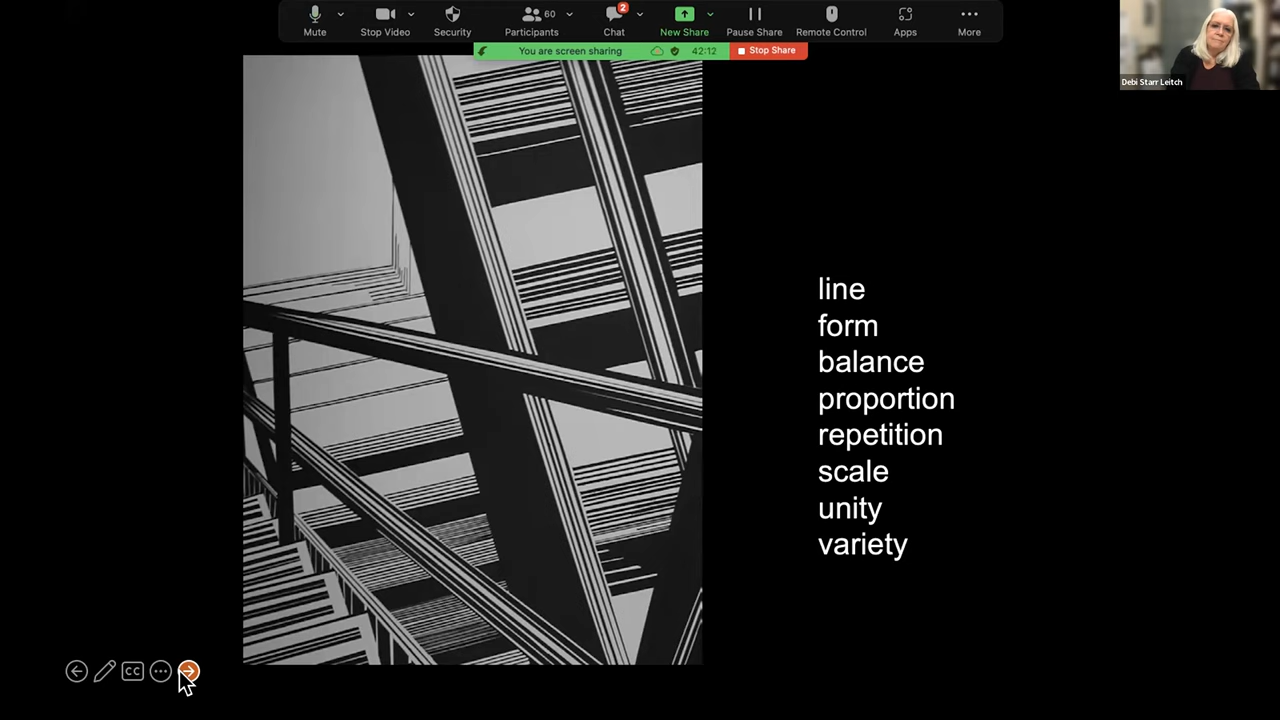 60
2
Mute
Stop Video
Security
Participants
Chat
New Share
Pause Share
Remote Control
Apps
More
You are screen sharing
42:12
Stop Share
Debi Starr Leitch
line
form
balance
proportion
repetition
scale
unity
variety
CC